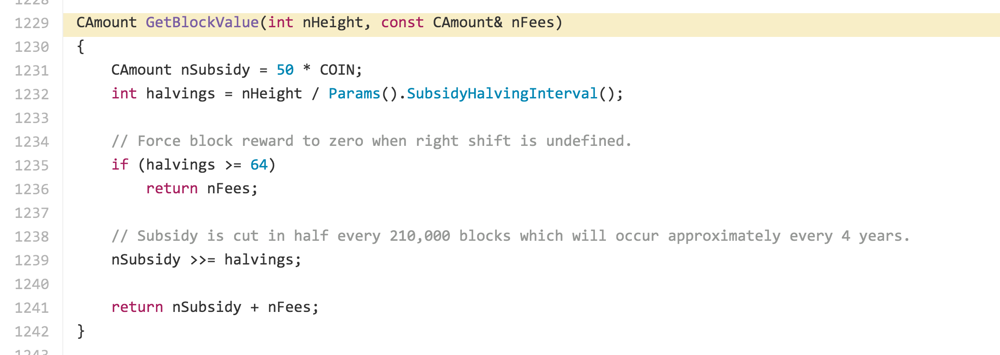 1228
1229 CAmount GetBlockValue(int nHeight, const CAmount& nFees)
1230 {
1231     CAmount nSubsidy = 50 * COIN;
1232     int halvings = nHeight / Params().SubsidyHalvingInterval();
1233
1234     // Force block reward to zero when right shift is undefined.
1235     if (halvings >= 64)
1236         return nFees;
1237
1238     // Subsidy is cut in half every 210,000 blocks which will occur approximately every 4 years.
1239     nSubsidy >>= halvings;
1240
1241     return nSubsidy + nFees;
1242 }
1243